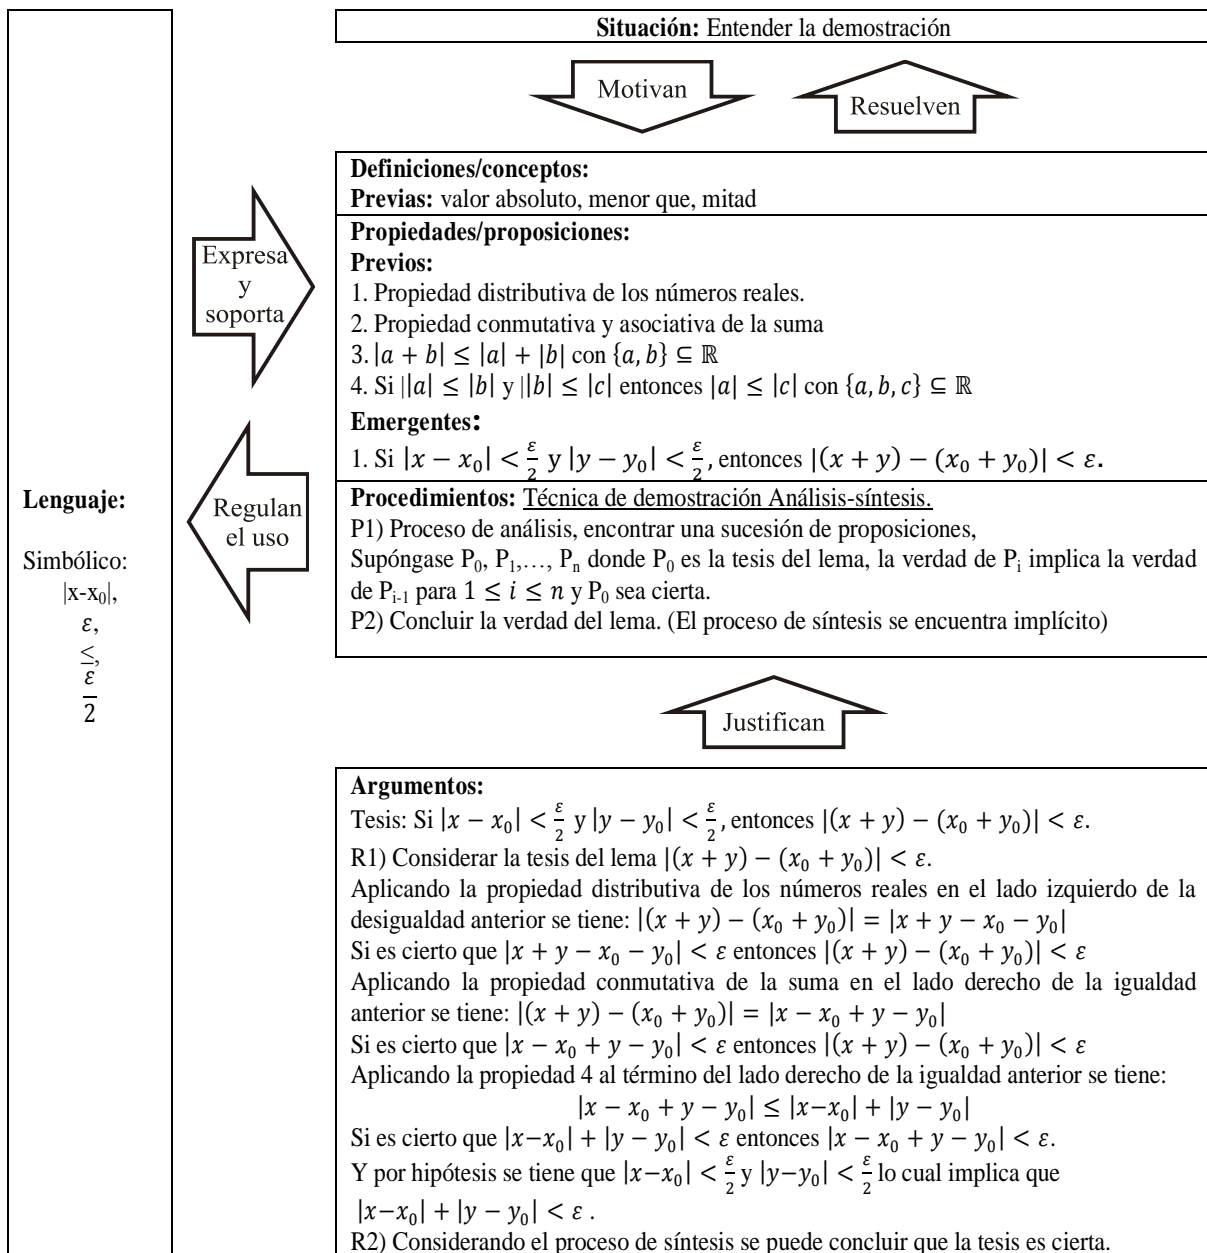 Situación: Entender la demostración
Motivan
Resuelven
Definiciones/conceptos:
Previas: valor absoluto, menor que, mitad
Expresa
y
soporta
Propiedades/proposiciones:
Previos:
1. Propiedad distributiva de los números reales.
2. Propiedad conmutativa y asociativa de la suma
3. |a + b| ≤ |a| + |b| con {a, b} ⊆ ℝ
4. Si ||a| ≤ |b| y ||b| ≤ |c| entonces |a| ≤ |c| con {a, b, c} ⊆ ℝ
Emergentes:
1. Si |x − x₀| < ε/2 y |y − y₀| < ε/2, entonces |(x + y) − (x₀ + y₀)| < ε.
Lenguaje:
Simbólico:
|x-x₀|,
ε,
≤,
ε/2
Regulan
el uso
Procedimientos: Técnica de demostración Análisis-síntesis.
P1) Proceso de análisis, encontrar una sucesión de proposiciones,
Supóngase P₀, P₁,…, Pₙ donde P₀ es la tesis del lema, la verdad de Pᵢ implica la verdad
de Pᵢ₋₁ para 1 ≤ i ≤ n y P₀ sea cierta.
P2) Concluir la verdad del lema. (El proceso de síntesis se encuentra implícito)
Justifican
Argumentos:
Tesis: Si |x − x₀| < ε/2 y |y − y₀| < ε/2, entonces |(x + y) − (x₀ + y₀)| < ε.
R1) Considerar la tesis del lema |(x + y) − (x₀ + y₀)| < ε.
Aplicando la propiedad distributiva de los números reales en el lado izquierdo de la
desigualdad anterior se tiene: |(x + y) − (x₀ + y₀)| = |x + y − x₀ − y₀|
Si es cierto que |x + y − x₀ − y₀| < ε entonces |(x + y) − (x₀ + y₀)| < ε
Aplicando la propiedad conmutativa de la suma en el lado derecho de la igualdad
anterior se tiene: |(x + y) − (x₀ + y₀)| = |x − x₀ + y − y₀|
Si es cierto que |x − x₀ + y − y₀| < ε entonces |(x + y) − (x₀ + y₀)| < ε
Aplicando la propiedad 4 al término del lado derecho de la igualdad anterior se tiene:
|x − x₀ + y − y₀| ≤ |x−x₀| + |y − y₀|
Si es cierto que |x−x₀| + |y − y₀| < ε entonces |x − x₀ + y − y₀| < ε.
Y por hipótesis se tiene que |x−x₀| < ε/2 y |y−y₀| < ε/2 lo cual implica que
|x−x₀| + |y − y₀| < ε .
R2) Considerando el proceso de síntesis se puede concluir que la tesis es cierta.